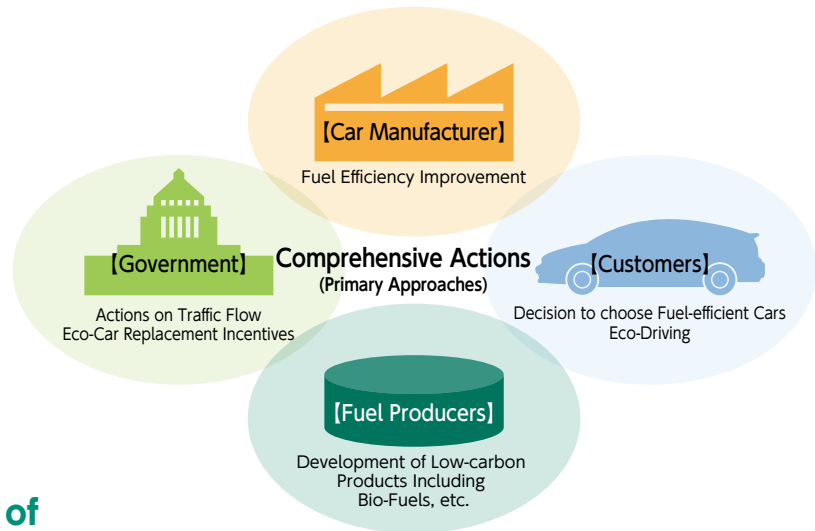 【Car Manufacturer】
Fuel Efficiency Improvement
【Government】
Actions on Traffic Flow
Eco-Car Replacement Incentives
Comprehensive Actions
(Primary Approaches)
【Customers】
Decision to choose Fuel-efficient Cars
Eco-Driving
【Fuel Producers】
Development of Low-carbon
Products Including
Bio-Fuels, etc.
of